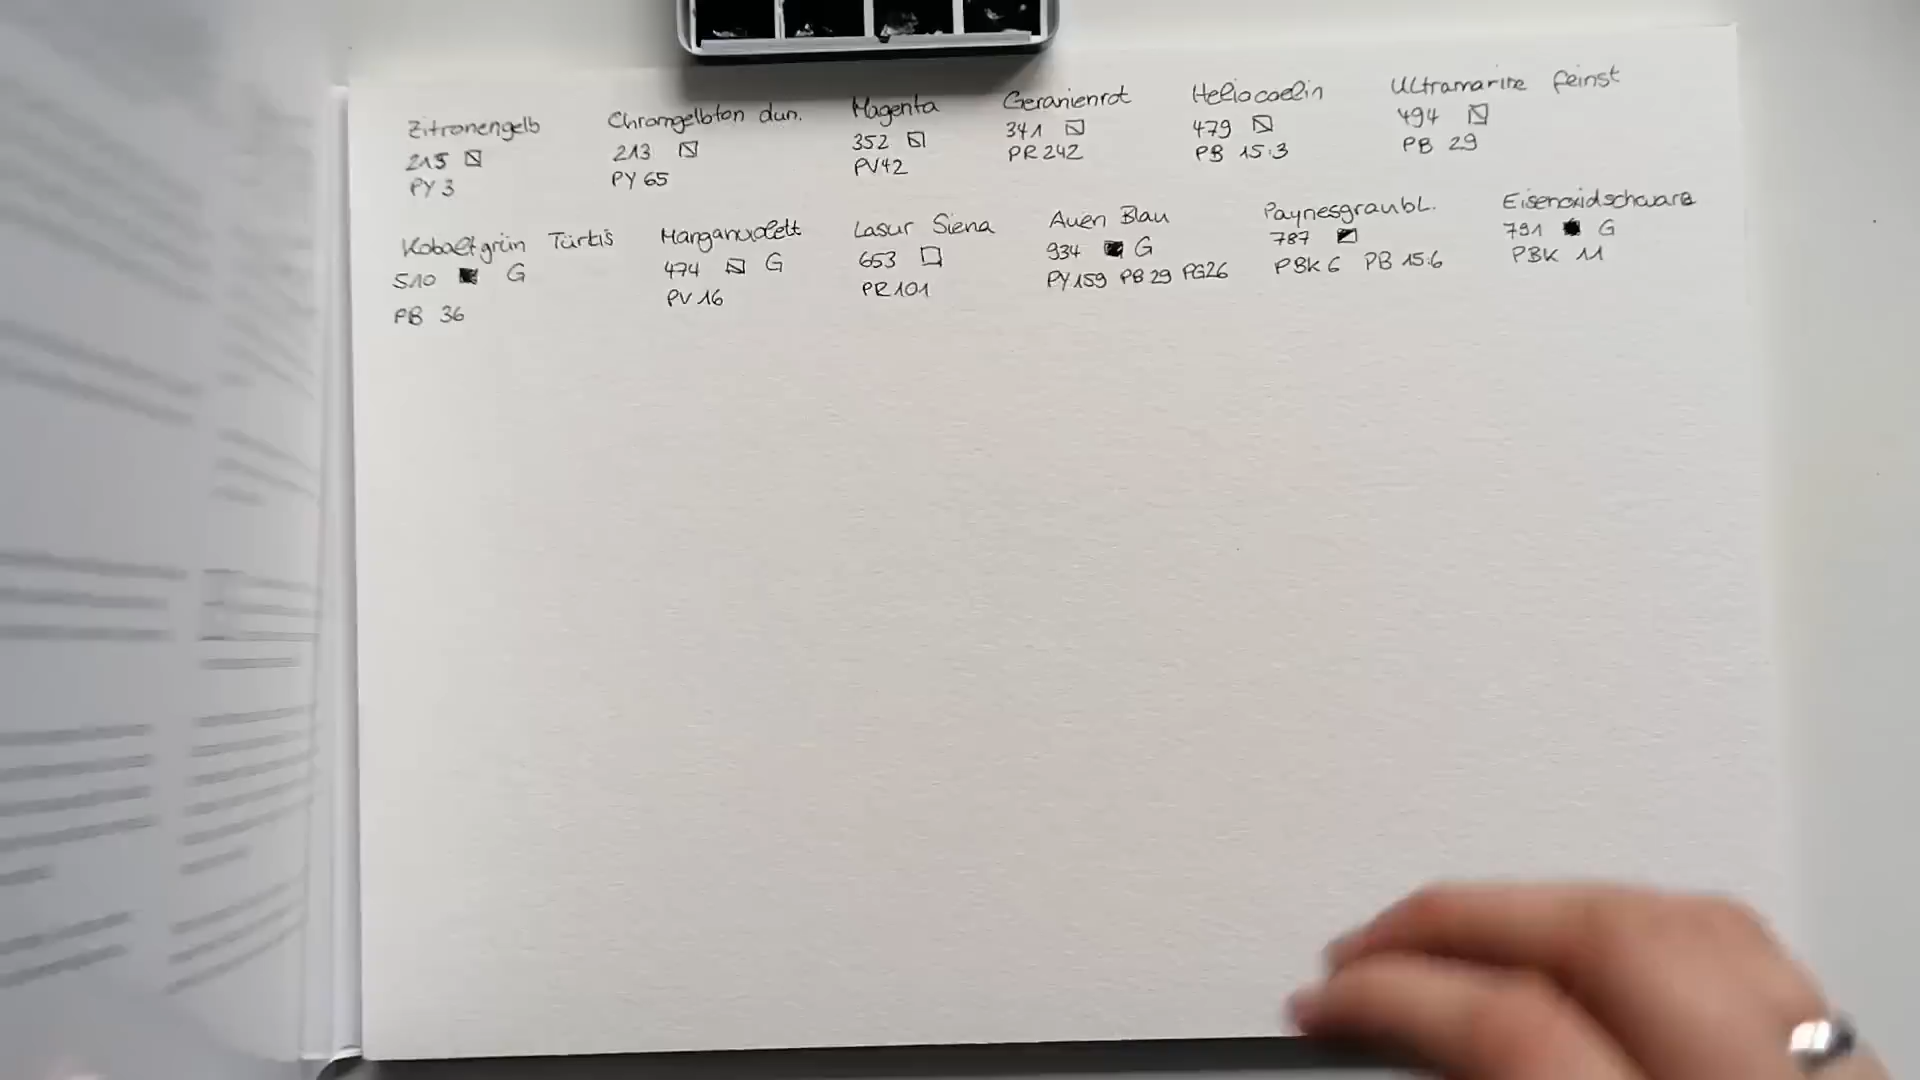 Zitronengelb
215
PY 3
Chromgelbton dun.
213
PY 65
Magenta
352
PV42
Geranienrot
341
PR 242
Heliocoelin
479
PB 15:3
Ultramarine feinst
494
PB 29
Kobaltgrün Türkis
510 G
PB 36
Manganviolett
474 G
PV 16
Lasur Siena
653
PR 101
Auen Blau
934 G
PY 159 PB 29 PG26
Paynesgraubl.
787
PBK 6 PB 15:6
Eisenoxidschwarz
791 G
PBK 11